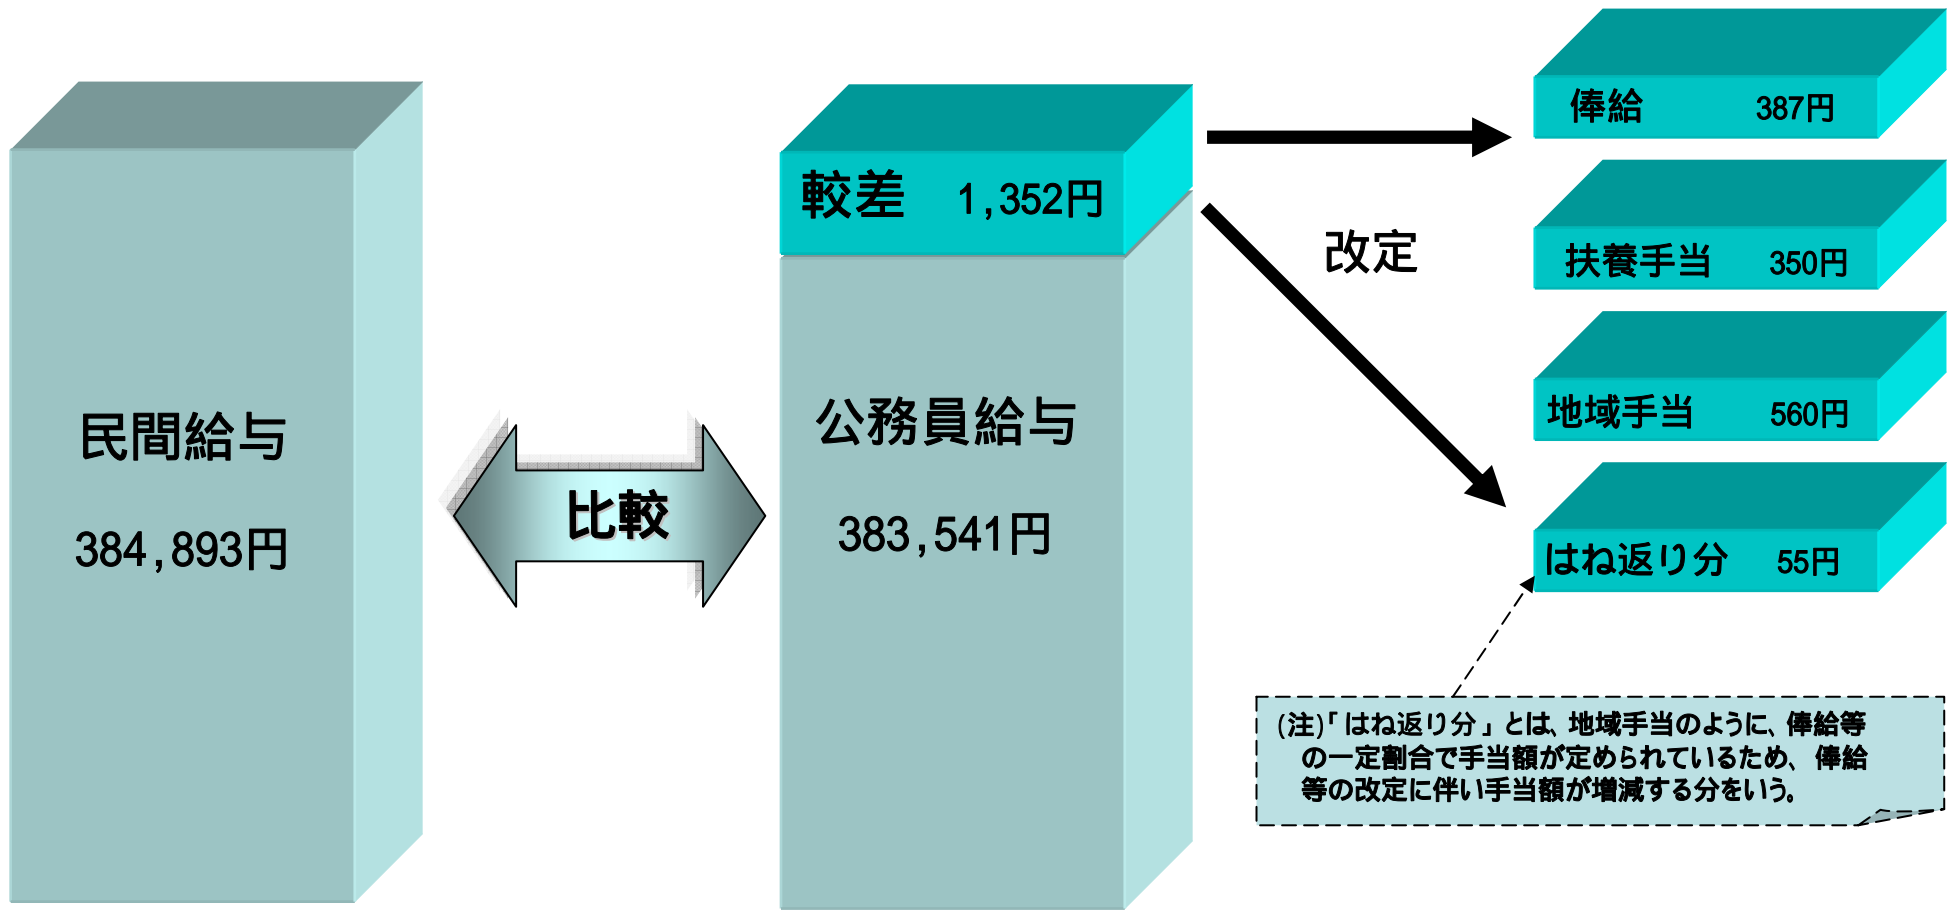 民間給与
384,893円
比較
較差 1,352円
公務員給与
383,541円
改定
俸給 387円
扶養手当 350円
地域手当 560円
はね返り分 55円
(注)「はね返り分」とは、地域手当のように、俸給等
の一定割合で手当額が定められているため、俸給
等の改定に伴い手当額が増減する分をいう。